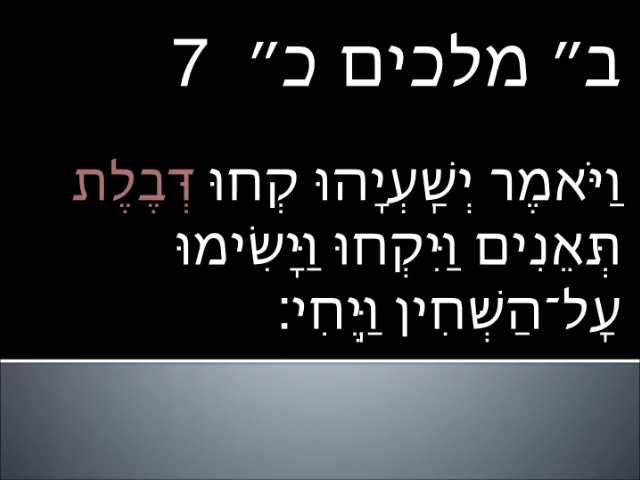 ב״ מלכים כ״ 7
וַיֹּאמֶר יְשַֽׁעְיָהוּ קְחוּ דְּבֶלֶת
תְּאֵנִים וַיִּקְחוּ וַיָּשִׂימוּ
עָל־הַשְּׁחִין וַיֶּֽחִי׃